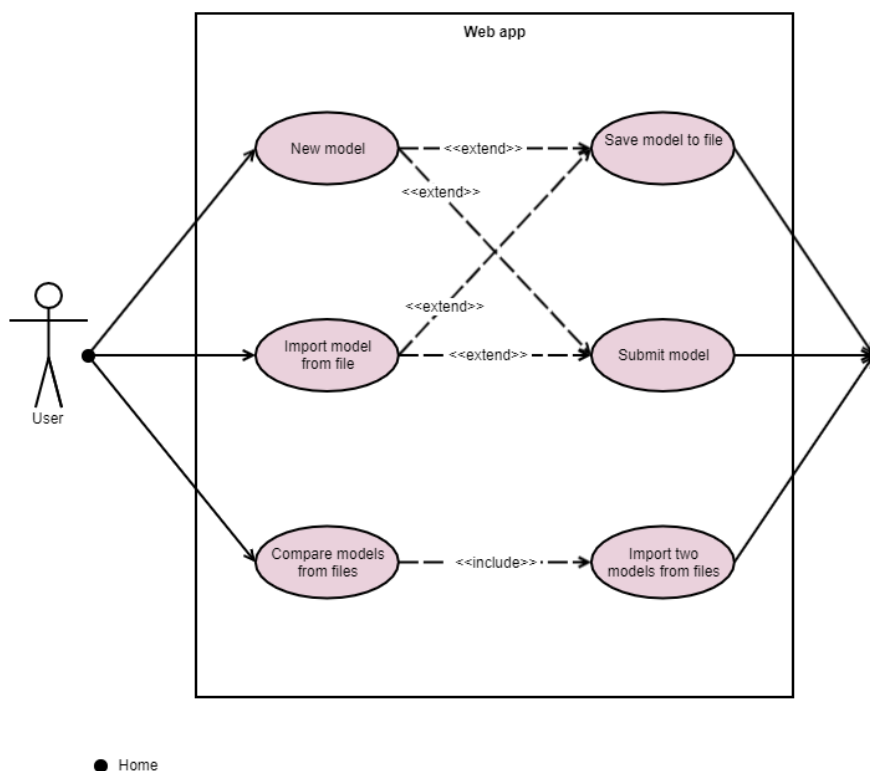 Web app
New model
<<extend>>
Save model to file
<<extend>>
<<extend>>
Import model
from file
<<extend>>
Submit model
User
Compare models
from files
<<include>>
Import two
models from files
Home